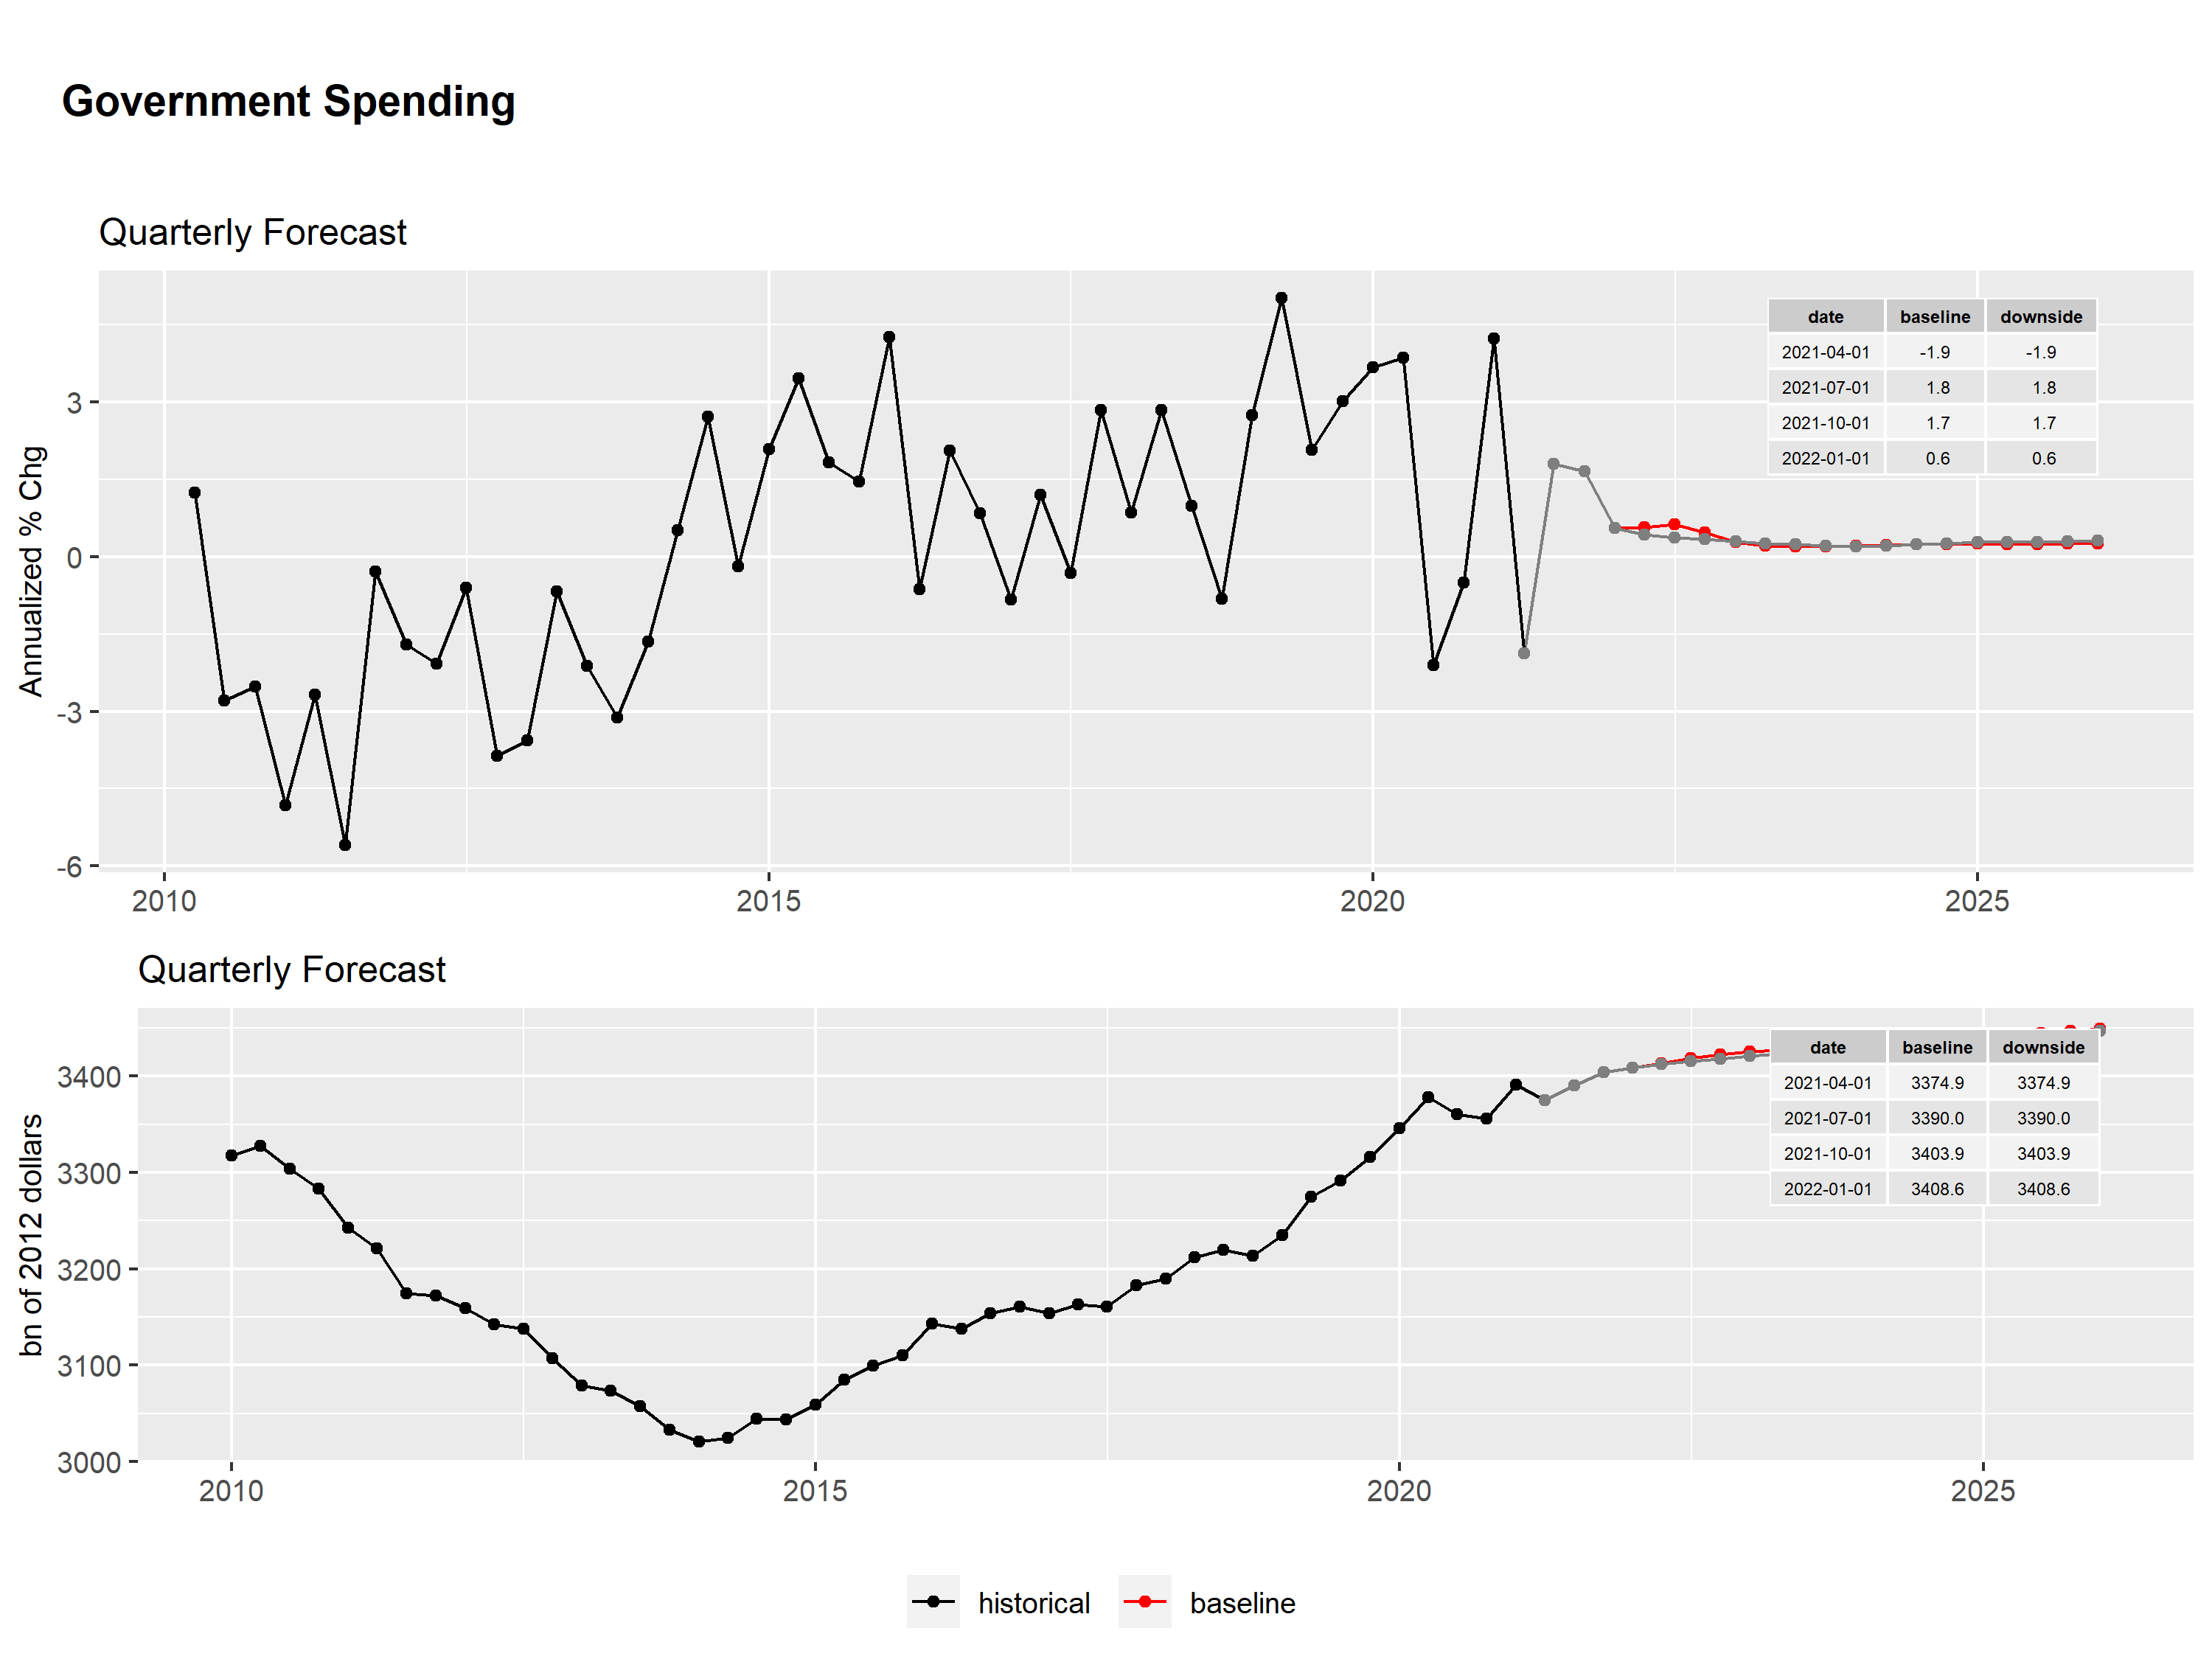 Government Spending
Quarterly Forecast
Annualized % Chg
3
0
-3
-6
date baseline downside
2021-04-01 -1.9 -1.9
2021-07-01 1.8 1.8
2021-10-01 1.7 1.7
2022-01-01 0.6 0.6
2010 2015 2020 2025
Quarterly Forecast
bn of 2012 dollars
3400
3300
3200
3100
3000
date baseline downside
2021-04-01 3374.9 3374.9
2021-07-01 3390.0 3390.0
2021-10-01 3403.9 3403.9
2022-01-01 3408.6 3408.6
2010 2015 2020 2025
historical baseline